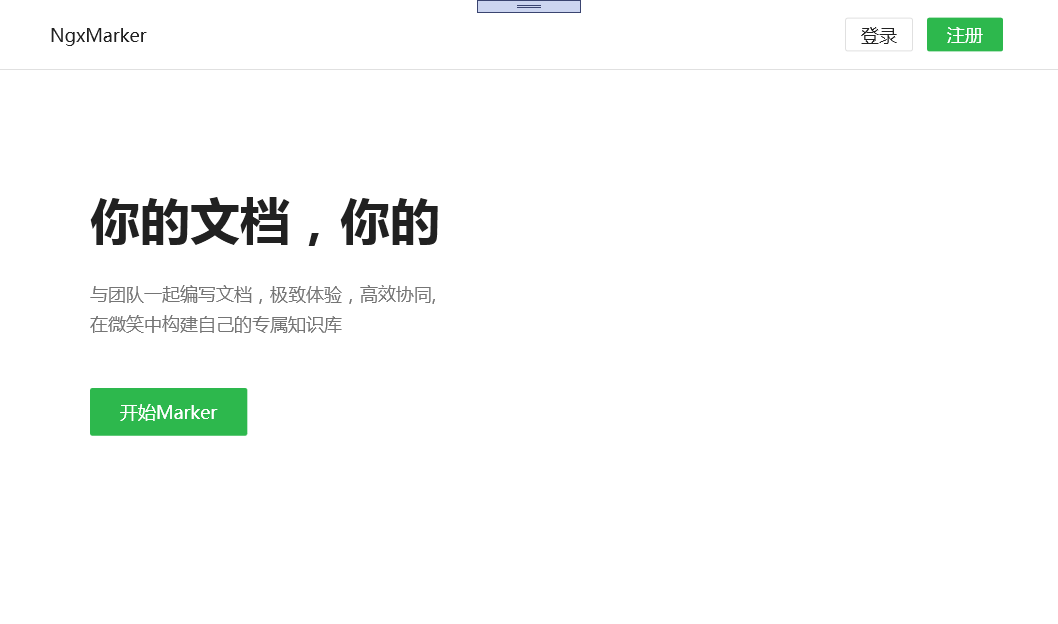 NgxMarker
登录
注册
你的文档，你的
与团队一起编写文档，极致体验，高效协同,
在微笑中构建自己的专属知识库
开始Marker